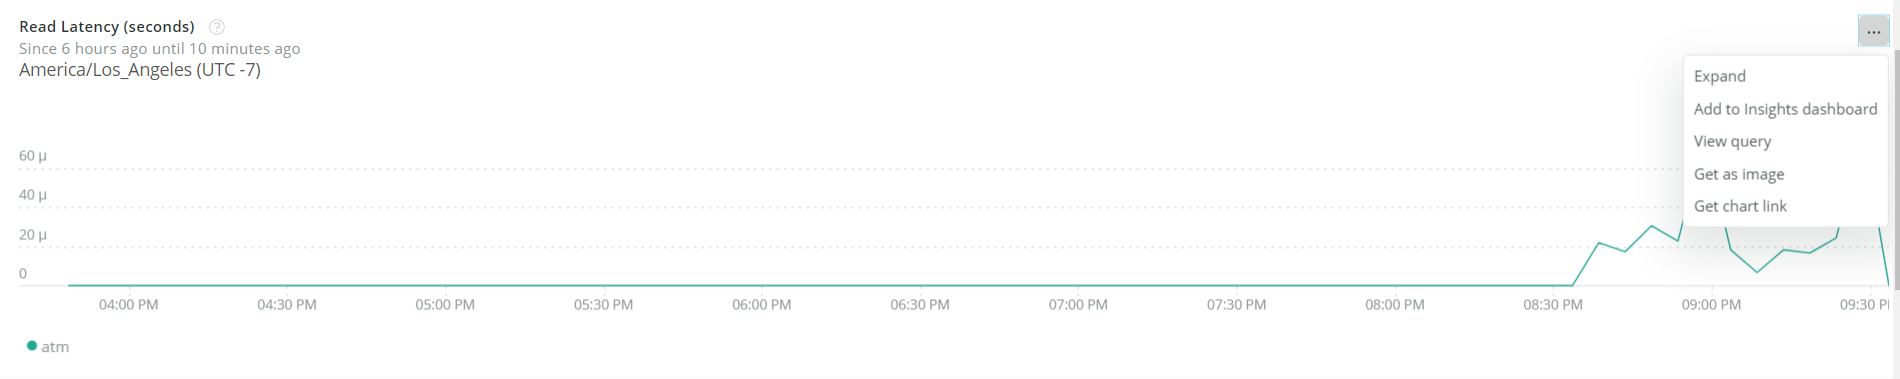 Read Latency (seconds) ?
Since 6 hours ago until 10 minutes ago
America/Los_Angeles (UTC -7)
...
Expand
Add to Insights dashboard
View query
Get as image
Get chart link
60 µ
40 µ
20 µ
0
04:00 PM 04:30 PM 05:00 PM 05:30 PM 06:00 PM 06:30 PM 07:00 PM 07:30 PM 08:00 PM 08:30 PM 09:00 PM 09:30 P
atm